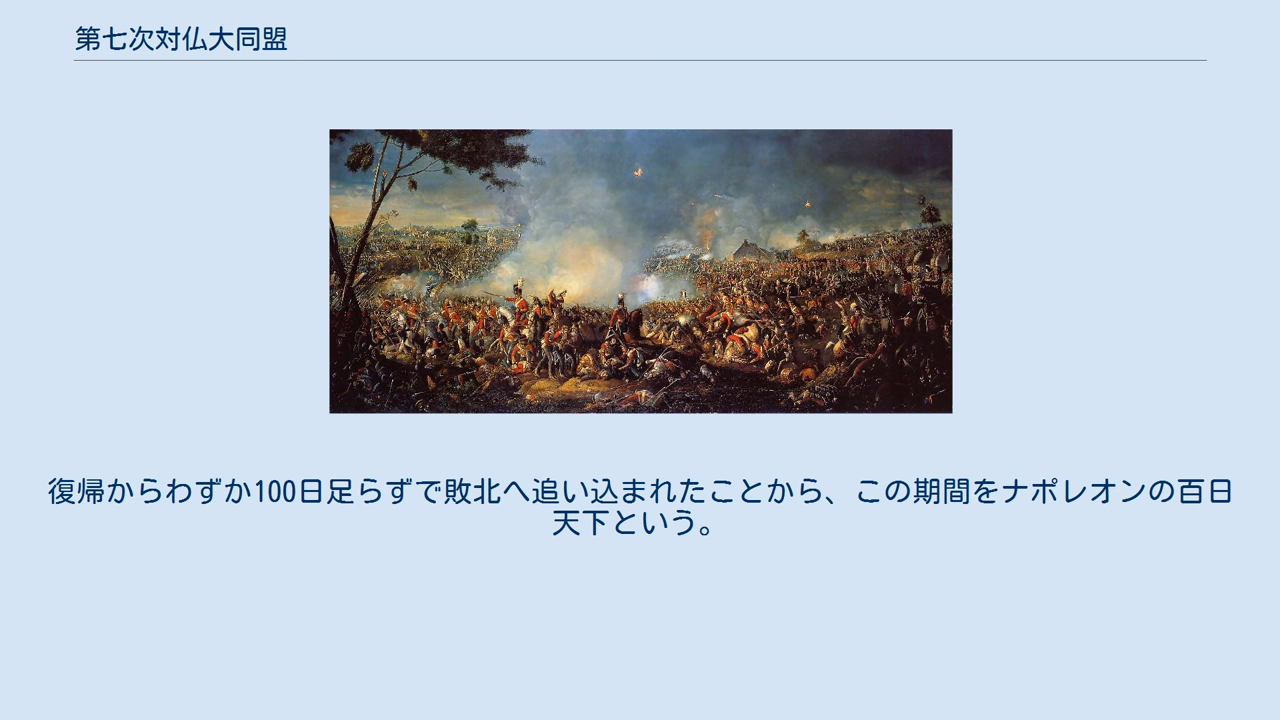 第七次対仏大同盟
復帰からわずか100日足らずで敗北へ追い込まれたことから、この期間をナポレオンの百日
天下という。